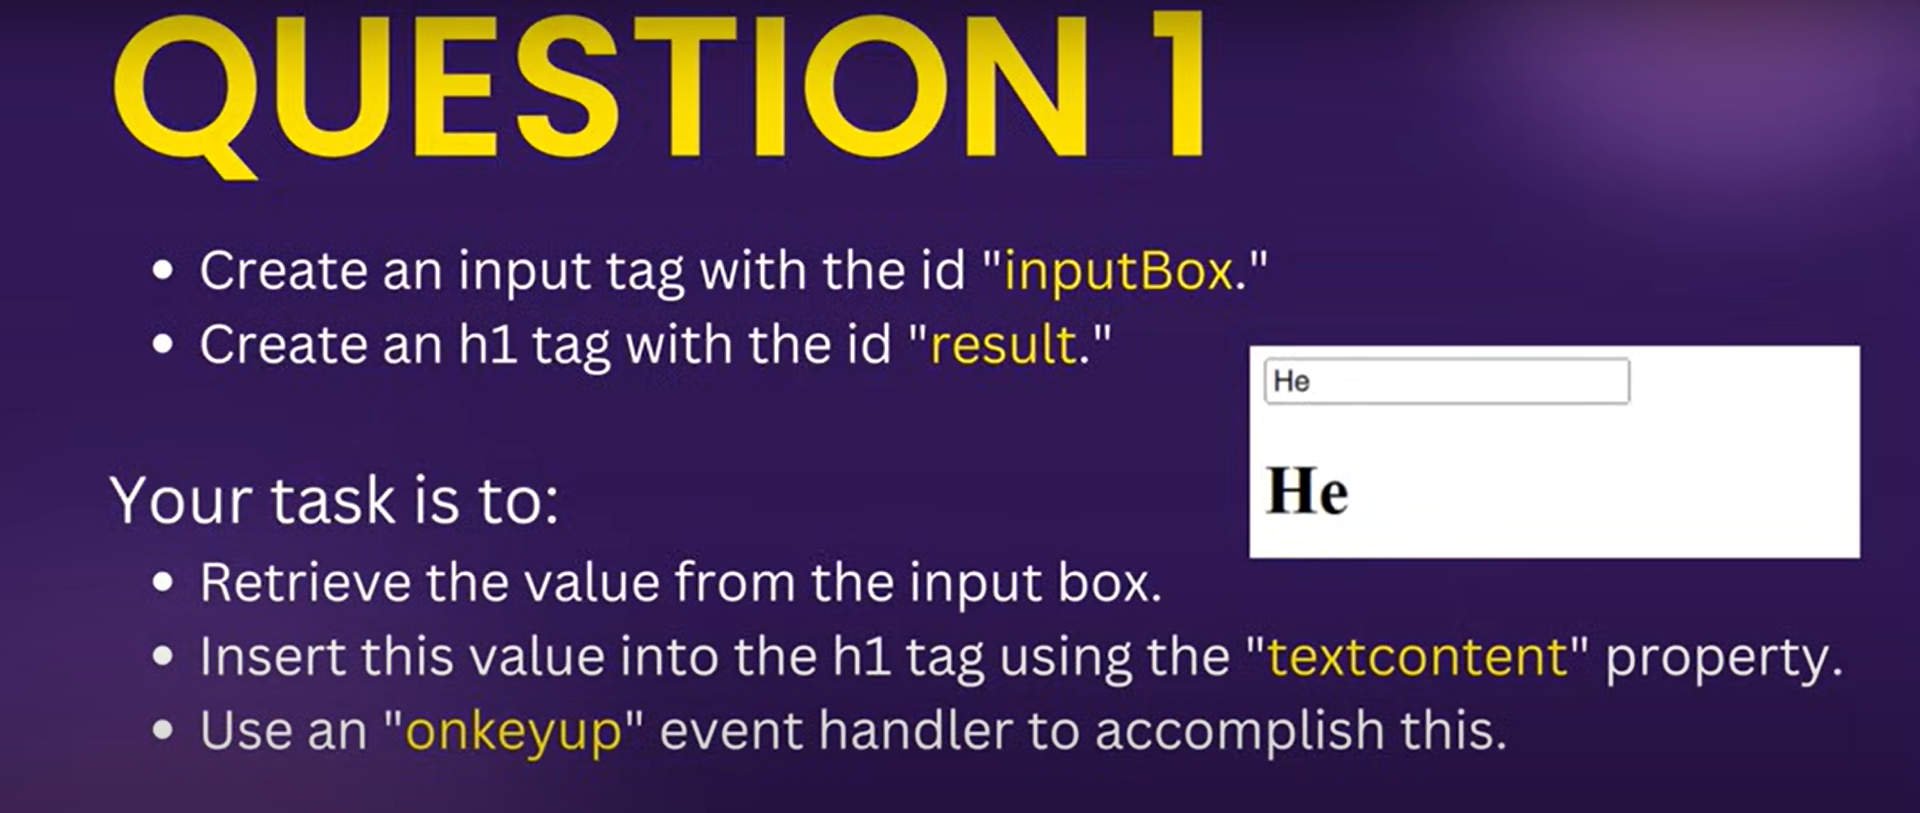 QUESTION 1
• Create an input tag with the id "inputBox."
• Create an h1 tag with the id "result."
He
He
Your task is to:
• Retrieve the value from the input box.
• Insert this value into the h1 tag using the "textcontent" property.
• Use an "onkeyup" event handler to accomplish this.